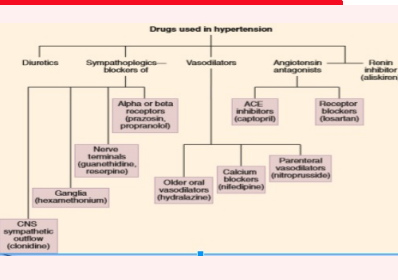 Drugs used in hypertension
Diuretics
Sympathoplegics—
blockers of
Vasodilators
Angiotensin
antagonists
Renin
inhibitor
(aliskiren
Alpha or beta
receptors
(prazosin,
propranolol)
ACE
inhibitors
(captopril)
Receptor
blockers
(losartan)
Nerve
terminals
(guanethidine,
reserpine)
Older oral
vasodilators
(hydralazine)
Calcium
blockers
(nifedipine)
Parenteral
vasodilators
(nitroprusside)
Ganglia
(hexamethonium)
CNS
sympathetic
outflow
(clonidine)